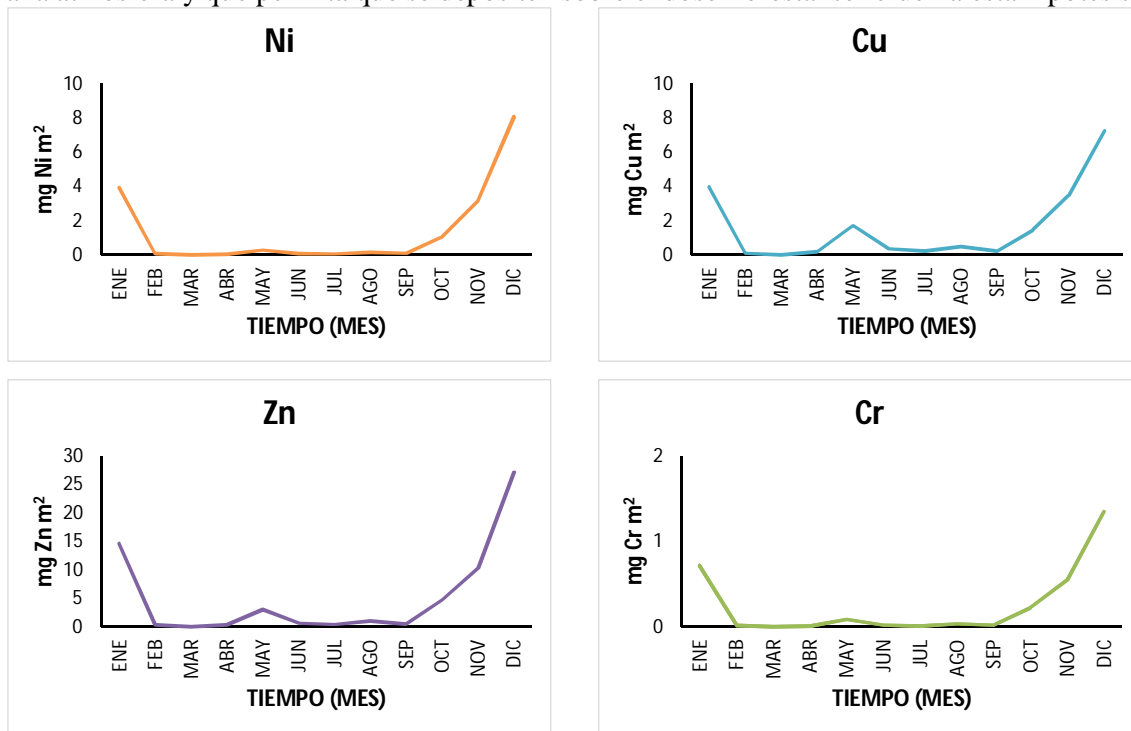 Ni
10
8
6
4
2
0
mg Ni m²
ENE FEB MAR ABR MAY JUN JUL AGO SEP OCT NOV DIC
TIEMPO (MES)
Cu
10
8
6
4
2
0
mg Cu m²
ENE FEB MAR ABR MAY JUN JUL AGO SEP OCT NOV DIC
TIEMPO (MES)
Zn
30
25
20
15
10
5
0
mg Zn m²
ENE FEB MAR ABR MAY JUN JUL AGO SEP OCT NOV DIC
TIEMPO (MES)
Cr
2
1
0
mg Cr m²
ENE FEB MAR ABR MAY JUN JUL AGO SEP OCT NOV DIC
TIEMPO (MES)